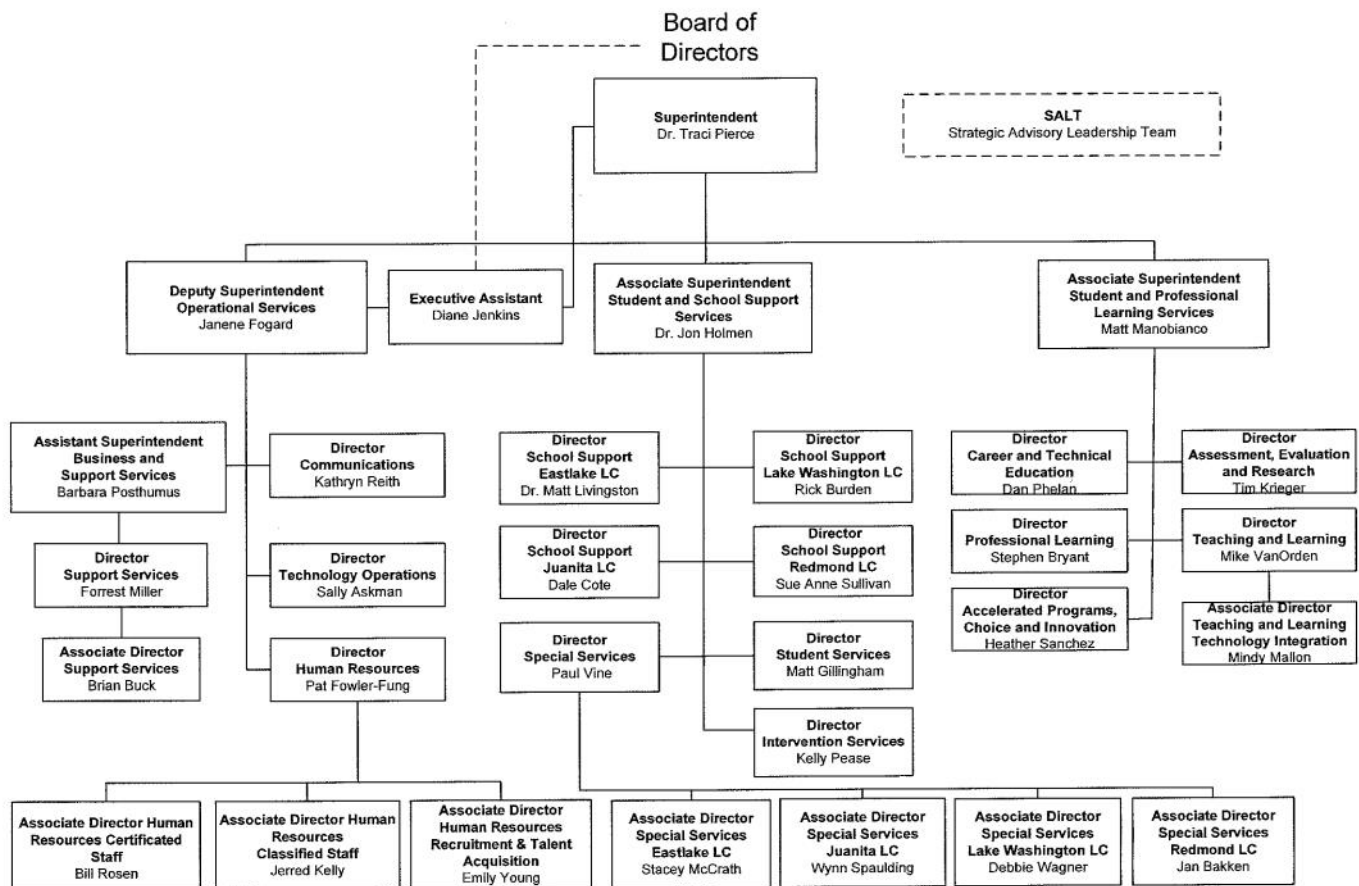 Board of
Directors
Superintendent
Dr. Traci Pierce
SALT
Strategic Advisory Leadership Team
Deputy Superintendent
Operational Services
Janene Fogard
Executive Assistant
Diane Jenkins
Associate Superintendent
Student and School Support
Services
Dr. Jon Holmen
Associate Superintendent
Student and Professional
Learning Services
Matt Manobianco
Assistant Superintendent
Business and
Support Services
Barbara Posthumus
Director
Communications
Kathryn Reith
Director
School Support
Eastlake LC
Dr. Matt Livingston
Director
School Support
Lake Washington LC
Rick Burden
Director
Career and Technical
Education
Dan Phelan
Director
Assessment, Evaluation
and Research
Tim Krieger
Director
Support Services
Forrest Miller
Director
Technology Operations
Sally Askman
Director
School Support
Juanita LC
Dale Cote
Director
School Support
Redmond LC
Sue Anne Sullivan
Director
Professional Learning
Stephen Bryant
Director
Teaching and Learning
Mike VanOrden
Associate Director
Support Services
Brian Buck
Director
Human Resources
Pat Fowler-Fung
Director
Special Services
Paul Vine
Director
Student Services
Matt Gillingham
Director
Accelerated Programs,
Choice and Innovation
Heather Sanchez
Associate Director
Teaching and Learning
Technology Integration
Mindy Mallon
Director
Intervention Services
Kelly Pease
Associate Director Human
Resources Certificated
Staff
Bill Rosen
Associate Director Human
Resources
Classified Staff
Jerred Kelly
Associate Director
Human Resources
Recruitment & Talent
Acquisition
Emily Young
Associate Director
Special Services
Eastlake LC
Stacey McCrath
Associate Director
Special Services
Juanita LC
Wynn Spaulding
Associate Director
Special Services
Lake Washington LC
Debbie Wagner
Associate Director
Special Services
Redmond LC
Jan Bakken